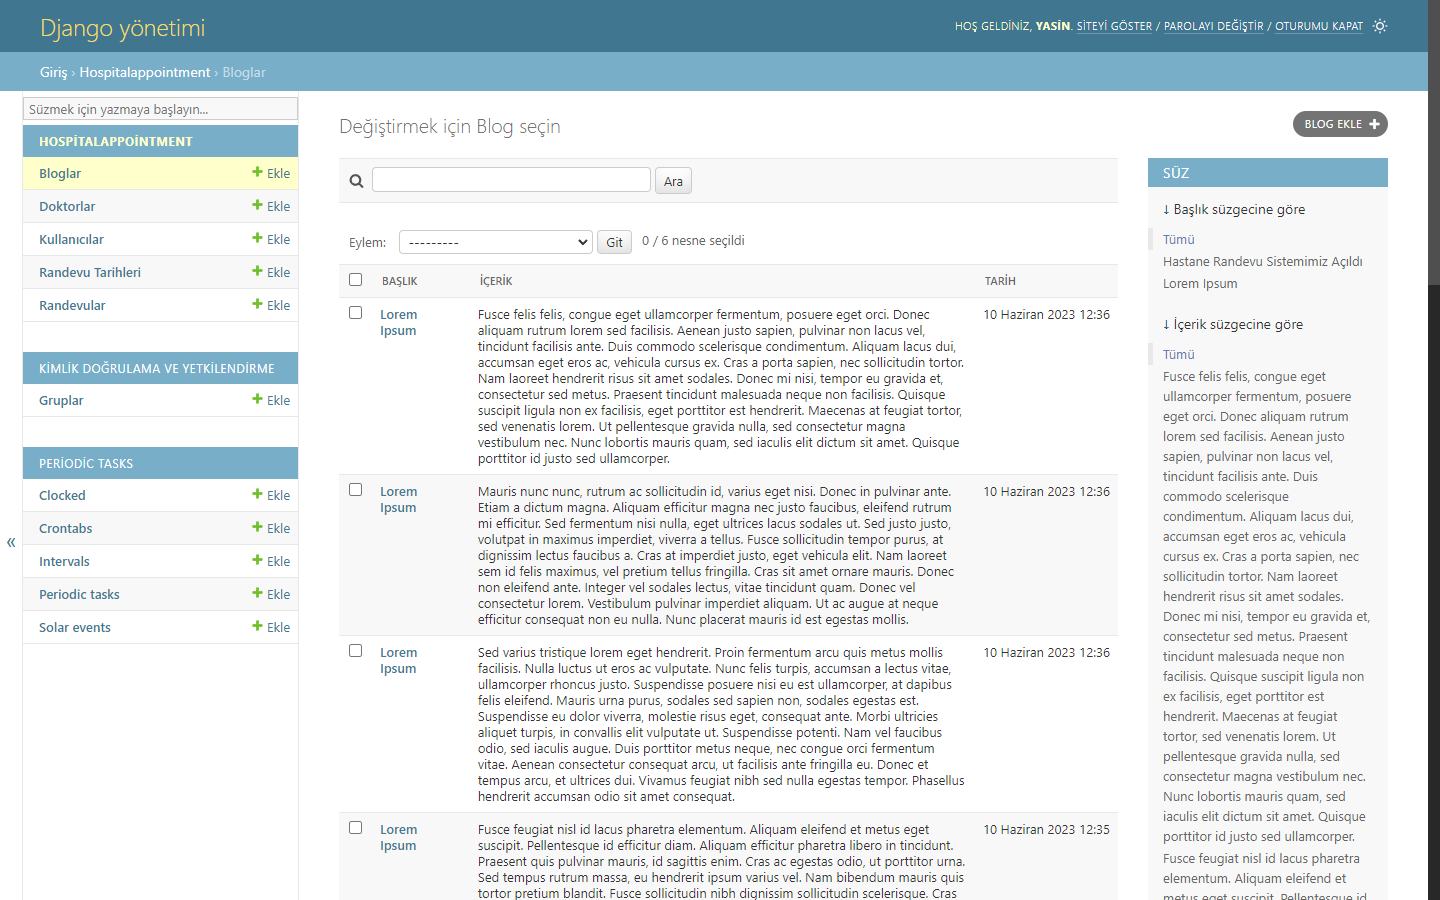 Django yönetimi
HOŞ GELDİNİZ, YASİN. SİTEYİ GÖSTER / PAROLAYI DEĞİŞTİR / OTURUMU KAPAT
Giriş › Hospitalappointment › Bloglar
Süzmek için yazmaya başlayın...
HOSPİTALAPPOİNTMENT
Bloglar Ekle
Doktorlar Ekle
Kullanıcılar Ekle
Randevu Tarihleri Ekle
Randevular Ekle
KİMLİK DOĞRULAMA VE YETKİLENDİRME
Gruplar Ekle
PERİODİC TASKS
Clocked Ekle
Crontabs Ekle
Intervals Ekle
Periodic tasks Ekle
Solar events Ekle
«
Değiştirmek için Blog seçin
BLOG EKLE +
Ara
Eylem: --------- Git 0 / 6 nesne seçildi
BAŞLIK İÇERİK TARİH
Lorem
Ipsum
Fusce felis felis, congue eget ullamcorper fermentum, posuere eget orci. Donec
aliquam rutrum lorem sed facilisis. Aenean justo sapien, pulvinar non lacus vel,
tincidunt facilisis ante. Duis commodo scelerisque condimentum. Aliquam lacus dui,
accumsan eget eros ac, vehicula cursus ex. Cras a porta sapien, nec sollicitudin tortor.
Nam laoreet hendrerit risus sit amet sodales. Donec mi nisi, tempor eu gravida et,
consectetur sed metus. Praesent tincidunt malesuada neque non facilisis. Quisque
suscipit ligula non ex facilisis, eget porttitor est hendrerit. Maecenas at feugiat tortor,
sed venenatis lorem. Ut pellentesque gravida nulla, sed consectetur magna
vestibulum nec. Nunc lobortis mauris quam, sed iaculis elit dictum sit amet. Quisque
porttitor id justo sed ullamcorper.
10 Haziran 2023 12:36
Lorem
Ipsum
Mauris nunc nunc, rutrum ac sollicitudin id, varius eget nisi. Donec in pulvinar ante.
Etiam a dictum magna. Aliquam efficitur magna nec justo faucibus, eleifend rutrum
mi efficitur. Sed fermentum nisi nulla, eget ultrices lacus sodales ut. Sed justo justo,
volutpat in maximus imperdiet, viverra a tellus. Fusce sollicitudin tempor purus, at
dignissim lectus faucibus a. Cras at imperdiet justo, eget vehicula elit. Nam laoreet
sem id felis maximus, vel pretium tellus fringilla. Cras sit amet ornare mauris. Donec
non eleifend ante. Integer vel sodales lectus, vitae tincidunt quam. Donec vel
consectetur lorem. Vestibulum pulvinar imperdiet aliquam. Ut ac augue at neque
efficitur consequat non eu nulla. Nunc placerat mauris id est egestas mollis.
10 Haziran 2023 12:36
Lorem
Ipsum
Sed varius tristique lorem eget hendrerit. Proin fermentum arcu quis metus mollis
facilisis. Nulla luctus ut eros ac vulputate. Nunc felis turpis, accumsan a lectus vitae,
ullamcorper rhoncus justo. Suspendisse posuere nisi eu est ullamcorper, at dapibus
felis eleifend. Mauris urna purus, sodales sed sapien non, sodales egestas est.
Suspendisse eu dolor viverra, molestie risus eget, consequat ante. Morbi ultricies
aliquet turpis, in convallis elit vulputate ut. Suspendisse potenti. Nam vel faucibus
odio, sed iaculis augue. Duis porttitor metus neque, nec congue orci fermentum
vitae. Aenean consectetur consequat arcu, ut facilisis ante fringilla eu. Donec et
tempus arcu, et ultrices dui. Vivamus feugiat nibh sed nulla egestas tempor. Phasellus
hendrerit accumsan odio sit amet consequat.
10 Haziran 2023 12:36
Lorem
Ipsum
Fusce feugiat nisl id lacus pharetra elementum. Aliquam eleifend et metus eget
suscipit. Pellentesque id efficitur diam. Aliquam efficitur pharetra libero in tincidunt.
Praesent quis pulvinar mauris, id sagittis enim. Cras ac egestas odio, ut porttitor urna.
Sed tempus rutrum massa, eu hendrerit ipsum varius vel. Nam bibendum mauris quis
tortor pretium blandit. Fusce sollicitudin nibh dignissim sollicitudin scelerisque. Cras
10 Haziran 2023 12:35
SÜZ
↓ Başlık süzgecine göre
Tümü
Hastane Randevu Sistemimiz Açıldı
Lorem Ipsum
↓ İçerik süzgecine göre
Tümü
Fusce felis felis, congue eget
ullamcorper fermentum, posuere
eget orci. Donec aliquam rutrum
lorem sed facilisis. Aenean justo
sapien, pulvinar non lacus vel,
tincidunt facilisis ante. Duis
commodo scelerisque
condimentum. Aliquam lacus dui,
accumsan eget eros ac, vehicula
cursus ex. Cras a porta sapien, nec
sollicitudin tortor. Nam laoreet
hendrerit risus sit amet sodales.
Donec mi nisi, tempor eu gravida et,
consectetur sed metus. Praesent
tincidunt malesuada neque non
facilisis. Quisque suscipit ligula non
ex facilisis, eget porttitor est
hendrerit. Maecenas at feugiat
tortor, sed venenatis lorem. Ut
pellentesque gravida nulla, sed
consectetur magna vestibulum nec.
Nunc lobortis mauris quam, sed
iaculis elit dictum sit amet. Quisque
porttitor id justo sed ullamcorper.
Fusce feugiat nisl id lacus pharetra
elementum. Aliquam eleifend et
metus eget suscipit. Pellentesque id